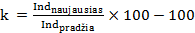 k = Ind_naujausias / Ind_pradžia × 100 − 100